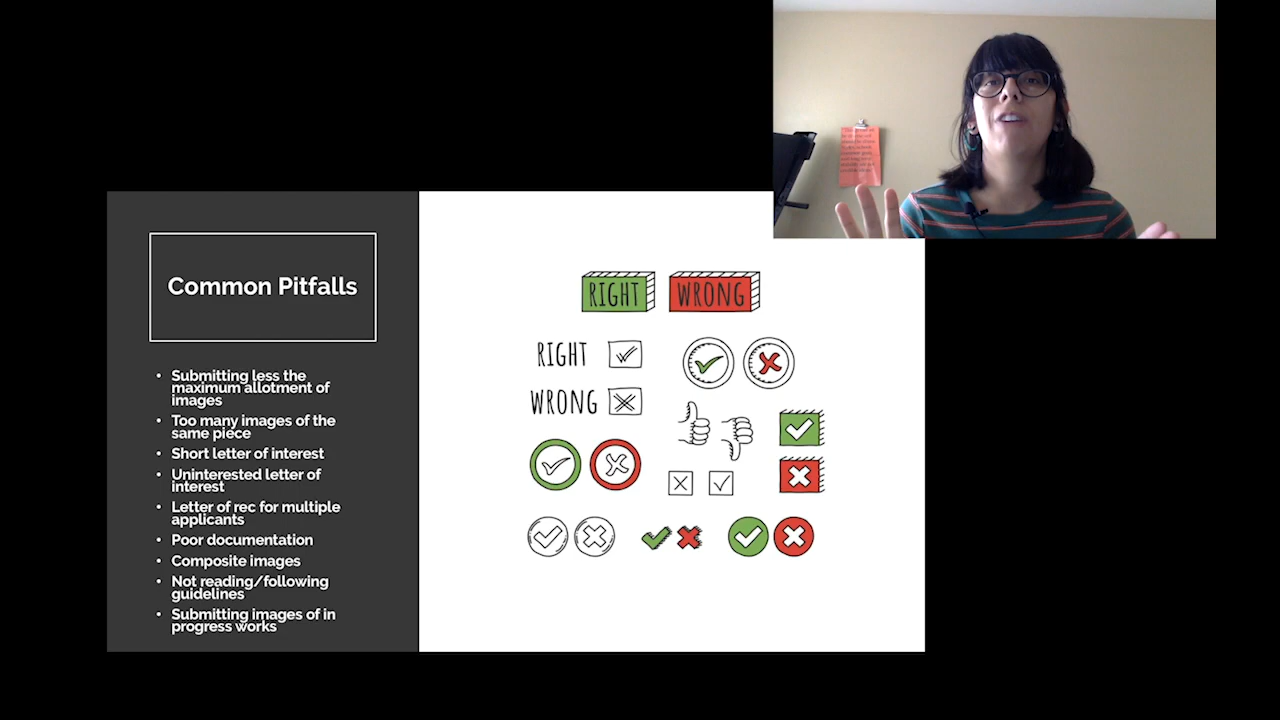 Common Pitfalls
• Submitting less the
maximum allotment of
images
• Too many images of the
same piece
• Short letter of interest
• Uninterested letter of
interest
• Letter of rec for multiple
applicants
• Poor documentation
• Composite images
• Not reading/following
guidelines
• Submitting images of in
progress works
RIGHT WRONG
RIGHT
WRONG